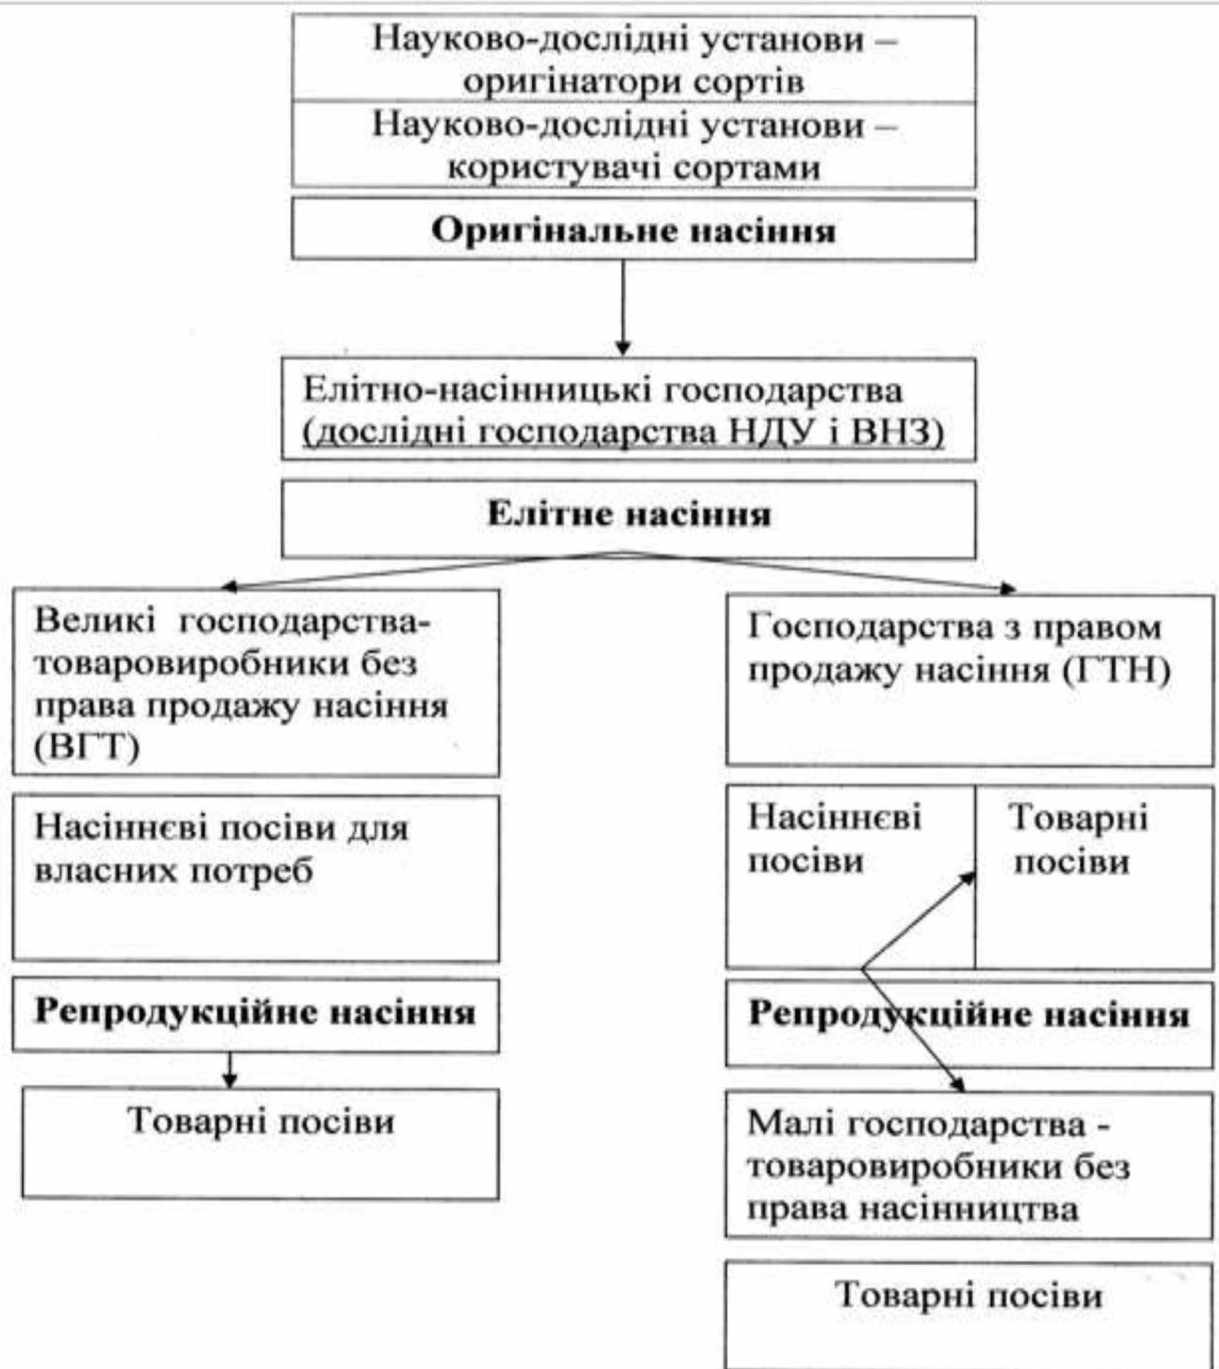 Науково-дослідні установи –
оригінатори сортів
Науково-дослідні установи –
користувачі сортами
Оригінальне насіння
Елітно-насінницькі господарства
(дослідні господарства НДУ і ВНЗ)
Елітне насіння
Великі господарства-
товаровиробники без
права продажу насіння
(ВГТ)
Насіннєві посіви для
власних потреб
Репродукційне насіння
Товарні посіви
Господарства з правом
продажу насіння (ГТН)
Насіннєві
посіви
Товарні
посіви
Репродукційне насіння
Малі господарства -
товаровиробники без
права насінництва
Товарні посіви